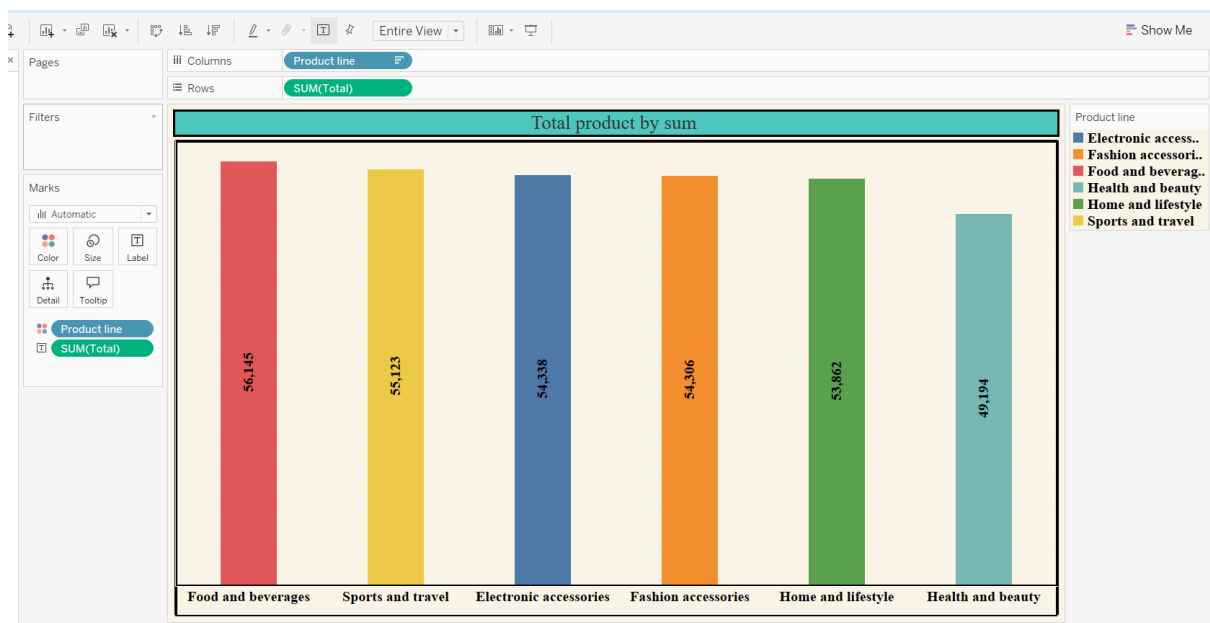 Entire View
Show Me
Pages
Columns
Product line
Rows
SUM(Total)
Filters
Marks
Automatic
Color
Size
Label
Detail
Tooltip
Product line
SUM(Total)
Total product by sum
56,145
55,123
54,338
54,306
53,862
49,194
Food and beverages
Sports and travel
Electronic accessories
Fashion accessories
Home and lifestyle
Health and beauty
Product line
Electronic access..
Fashion accessori..
Food and beverag..
Health and beauty
Home and lifestyle
Sports and travel